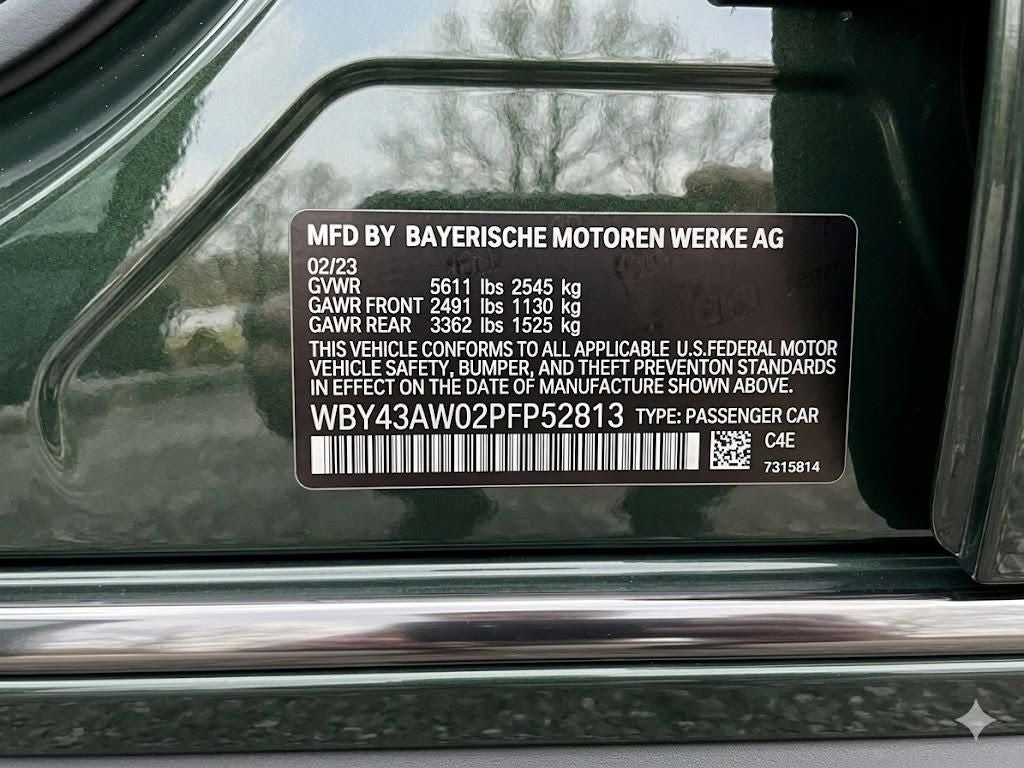 MFD BY BAYERISCHE MOTOREN WERKE AG
02/23
GVWR 5611 lbs 2545 kg
GAWR FRONT 2491 lbs 1130 kg
GAWR REAR 3362 lbs 1525 kg
THIS VEHICLE CONFORMS TO ALL APPLICABLE U.S.FEDERAL MOTOR
VEHICLE SAFETY, BUMPER, AND THEFT PREVENTON STANDARDS
IN EFFECT ON THE DATE OF MANUFACTURE SHOWN ABOVE.
WBY43AW02PFP52813 TYPE: PASSENGER CAR
C4E
7315814